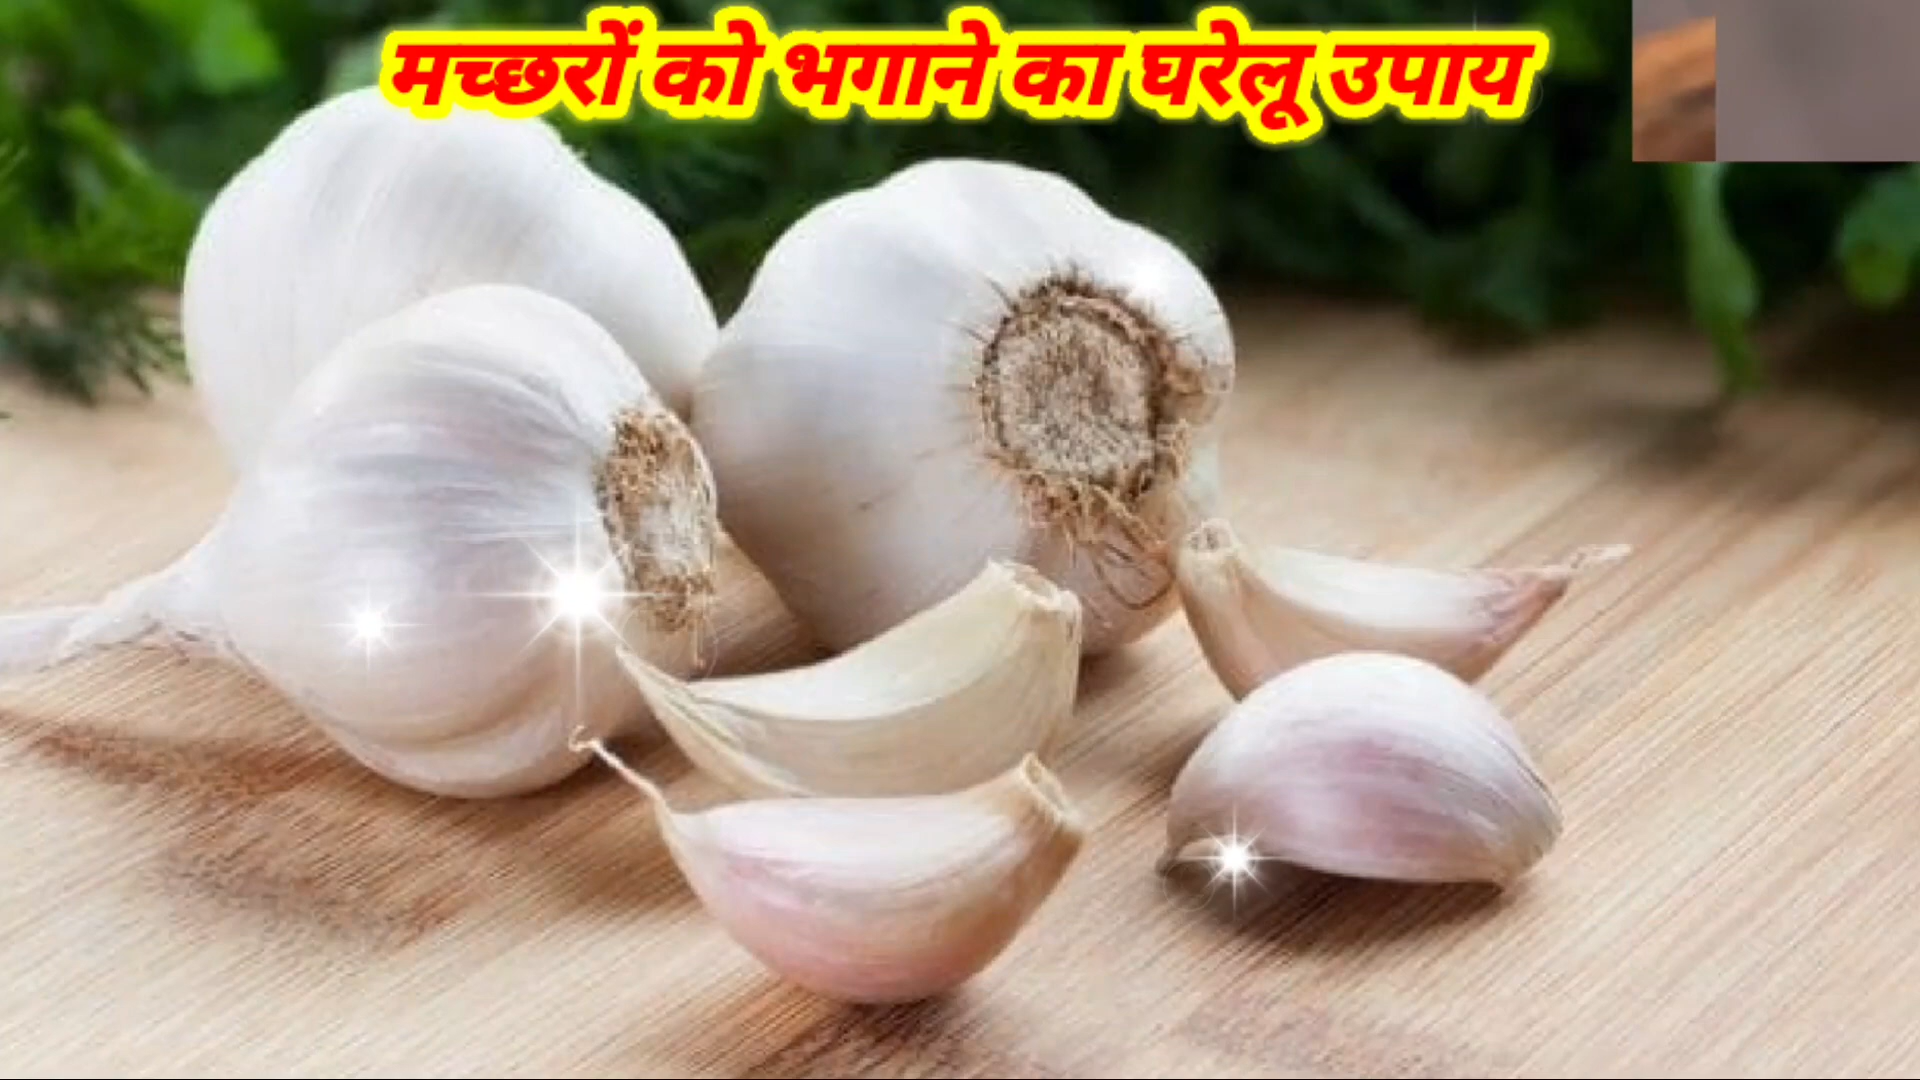 मच्छरों को भगाने का घरेलू उपाय